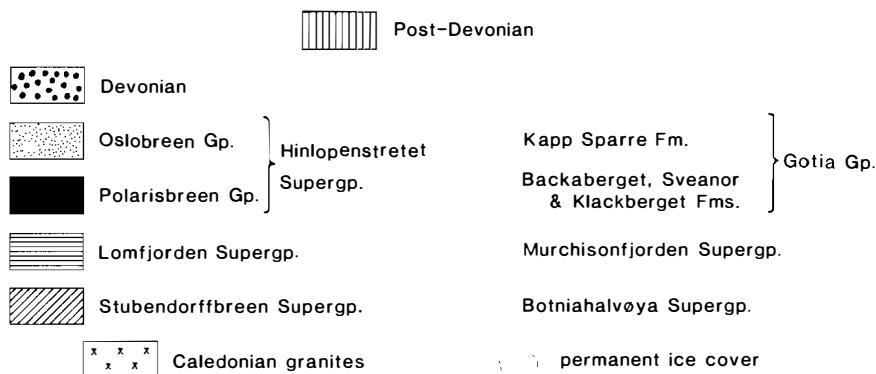 Post-Devonian
Devonian
Oslobreen Gp.
Polarisbreen Gp.
Hinlopenstretet
Supergp.
Kapp Sparre Fm.
Backaberget, Sveanor
& Klackberget Fms.
Gotia Gp.
Lomfjorden Supergp.
Murchisonfjorden Supergp.
Stubendorffbreen Supergp.
Botniahalvøya Supergp.
Caledonian granites
permanent ice cover